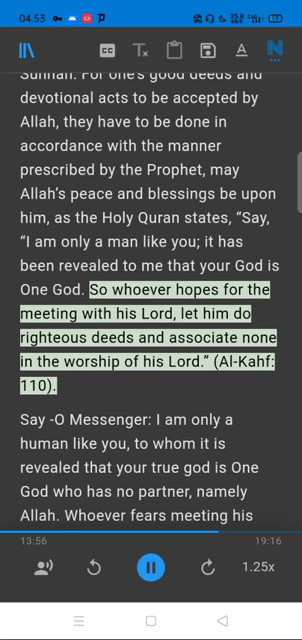 04.53
CC
A
N
Sunnah. For one's good deeds and
devotional acts to be accepted by
Allah, they have to be done in
accordance with the manner
prescribed by the Prophet, may
Allah's peace and blessings be upon
him, as the Holy Quran states, “Say,
“I am only a man like you; it has
been revealed to me that your God is
One God. So whoever hopes for the
meeting with his Lord, let him do
righteous deeds and associate none
in the worship of his Lord.” (Al-Kahf:
110).
Say -O Messenger: I am only a
human like you, to whom it is
revealed that your true god is One
God who has no partner, namely
Allah. Whoever fears meeting his
13:56 19:16
1.25x